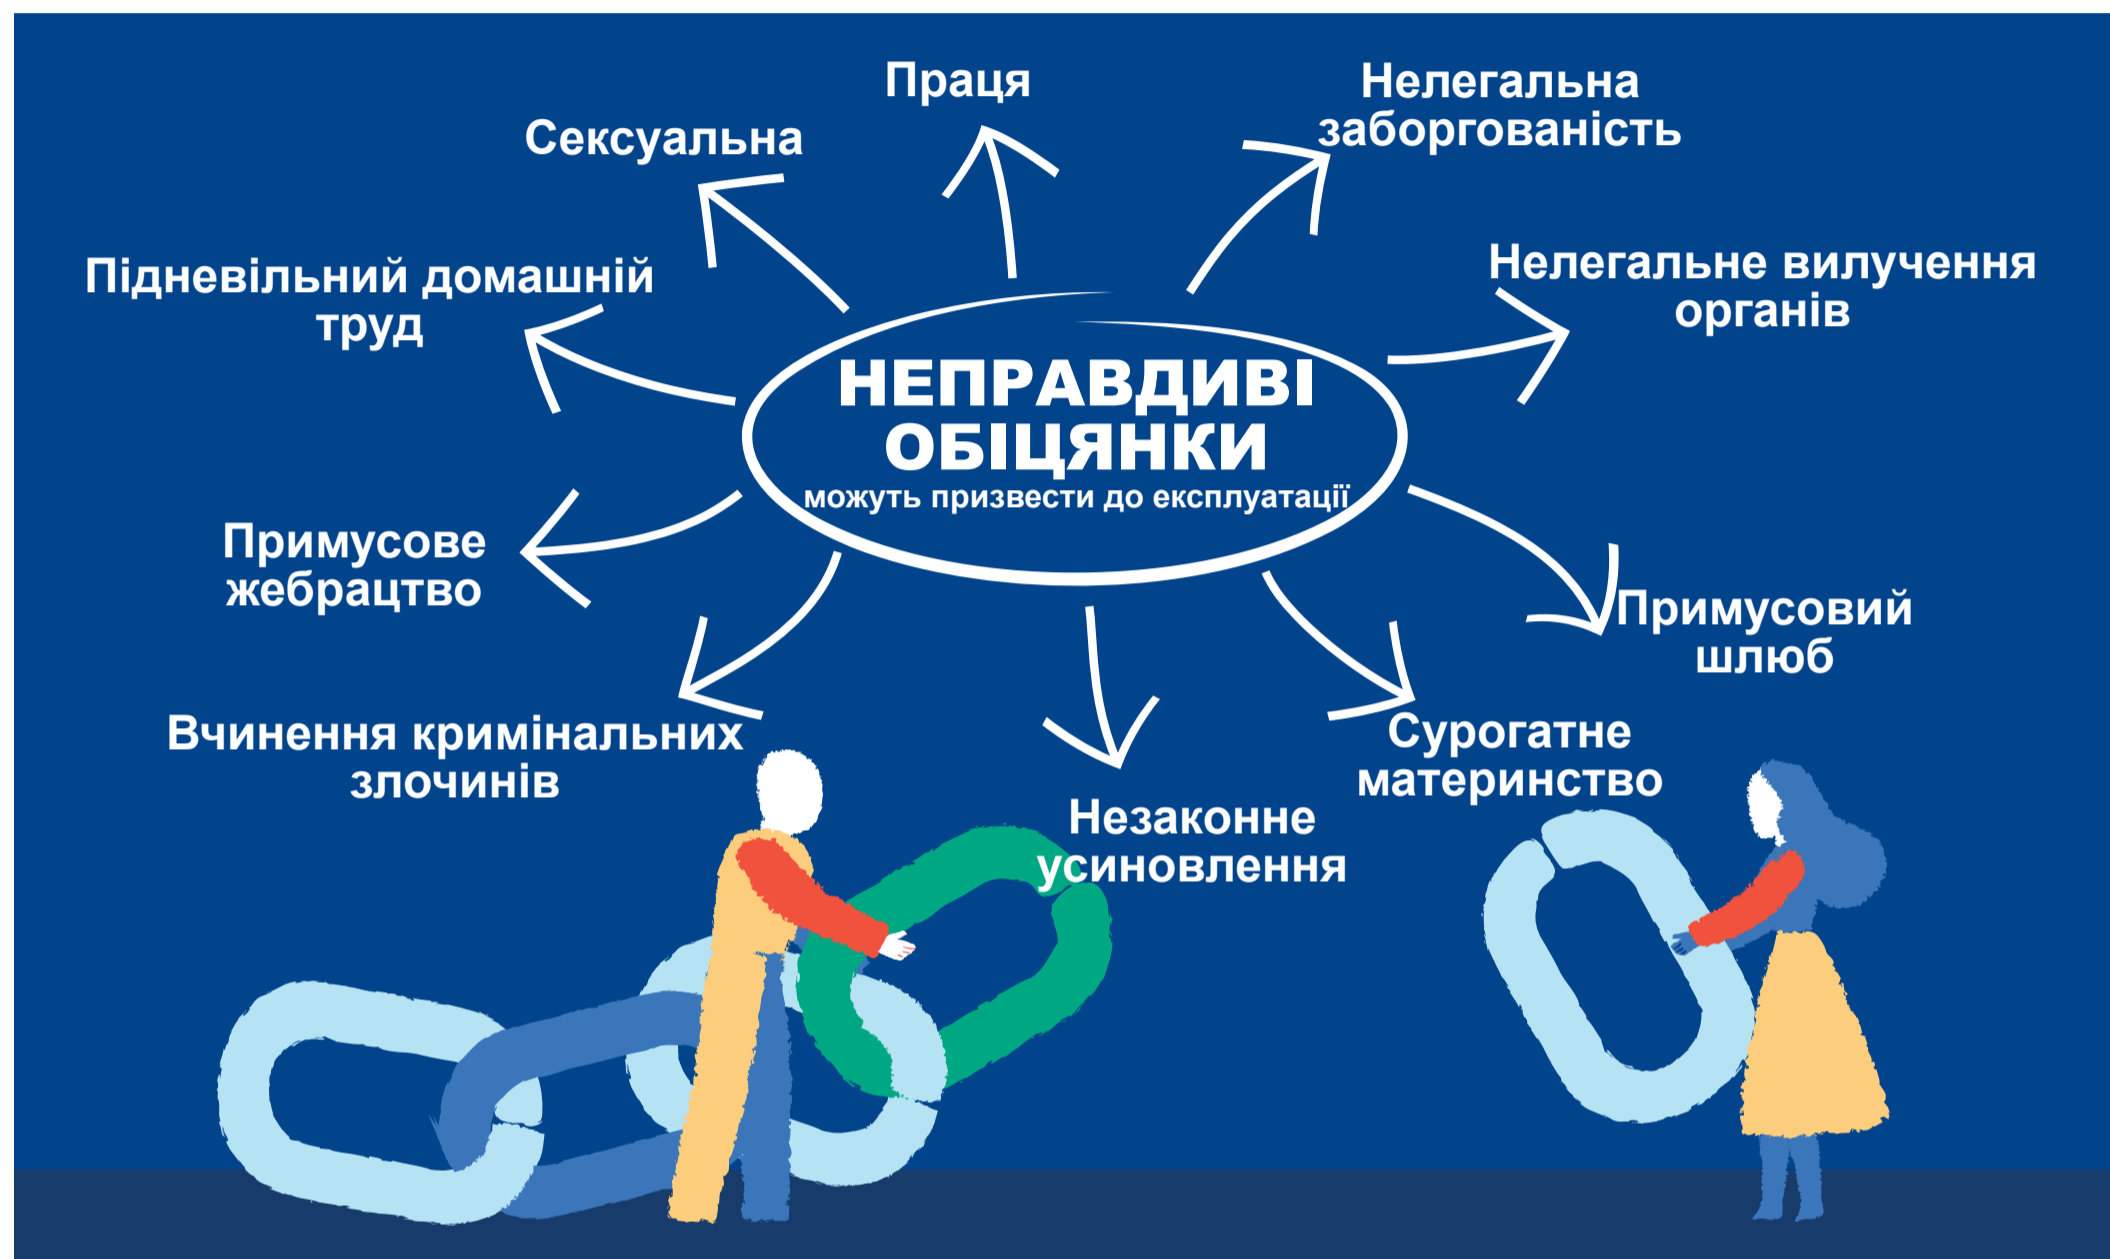 Праця
Нелегальна
заборгованість
Сексуальна
Підневільний домашній
труд
Нелегальне вилучення
органів
НЕПРАВДИВІ
ОБІЦЯНКИ
можуть призвести до експлуатації
Примусове
жебрацтво
Примусовий
шлюб
Вчинення кримінальних
злочинів
Сурогатне
материнство
Незаконне
усиновлення